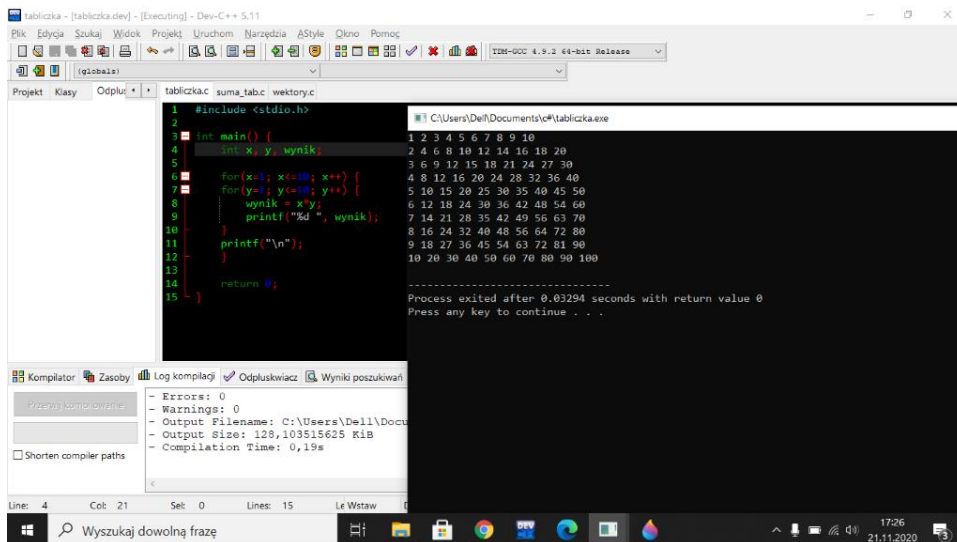 tabliczka - [tabliczka.dev] - [Executing] - Dev-C++ 5.11
Plik Edycja Szukaj Widok Projekt Uruchom Narzędzia AStyle Okno Pomoc
TDM-GCC 4.9.2 64-bit Release
(globals)
Projekt Klasy Odplus tabliczka.c suma_tab.c wektory.c
1 #include <stdio.h>
2
3 int main() {
4 int x, y, wynik;
5
6 for(x=1; x<=10; x++) {
7 for(y=1; y<=10; y++) {
8 wynik = x*y;
9 printf("%d ", wynik);
10 }
11 printf("\n");
12 }
13
14 return 0;
15 }
C:\Users\Dell\Documents\c#\tabliczka.exe
1 2 3 4 5 6 7 8 9 10
2 4 6 8 10 12 14 16 18 20
3 6 9 12 15 18 21 24 27 30
4 8 12 16 20 24 28 32 36 40
5 10 15 20 25 30 35 40 45 50
6 12 18 24 30 36 42 48 54 60
7 14 21 28 35 42 49 56 63 70
8 16 24 32 40 48 56 64 72 80
9 18 27 36 45 54 63 72 81 90
10 20 30 40 50 60 70 80 90 100
--------------------------------
Process exited after 0.03294 seconds with return value 0
Press any key to continue . . .
Kompilator Zasoby Log kompilacji Odpluskwiacz Wyniki poszukiwań
Przerwij kompilowanie
Shorten compiler paths
- Errors: 0
- Warnings: 0
- Output Filename: C:\Users\Dell\Docu
- Output Size: 128,103515625 KiB
- Compilation Time: 0,19s
Line: 4 Col: 21 Sel: 0 Lines: 15 Le Wstaw
Wyszukaj dowolną frazę
DEV
17:26
21.11.2020
3